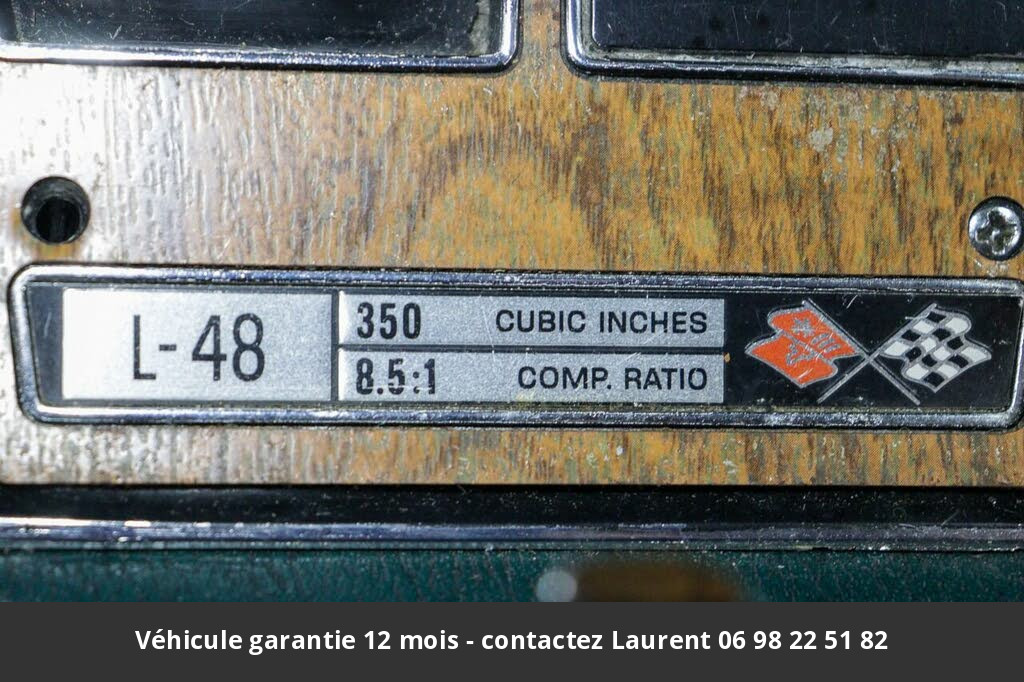 L-48
350 CUBIC INCHES
8.5:1 COMP. RATIO
Véhicule garantie 12 mois - contactez Laurent 06 98 22 51 82